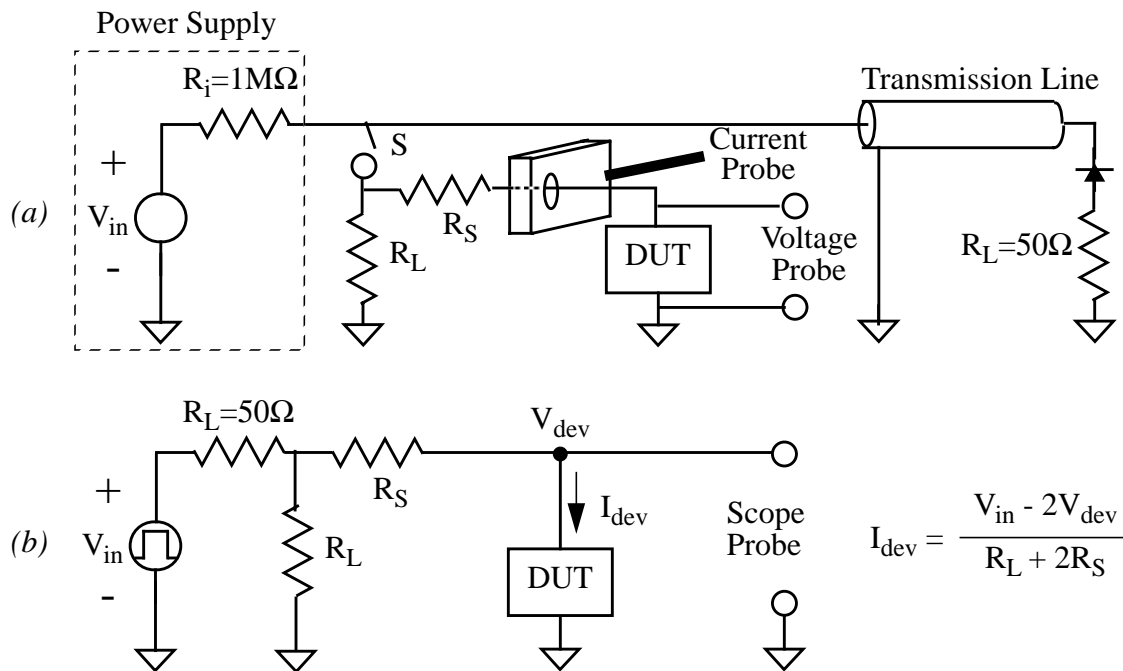 Power Supply
R_i=1MΩ
Transmission Line
S
Current
Probe
+
(a)
V_in
-
R_S
R_L
DUT
Voltage
Probe
R_L=50Ω
R_L=50Ω
V_dev
+
R_S
I_dev
(b)
V_in
R_L
-
DUT
Scope
Probe
I_dev = (V_in - 2V_dev) / (R_L + 2R_S)